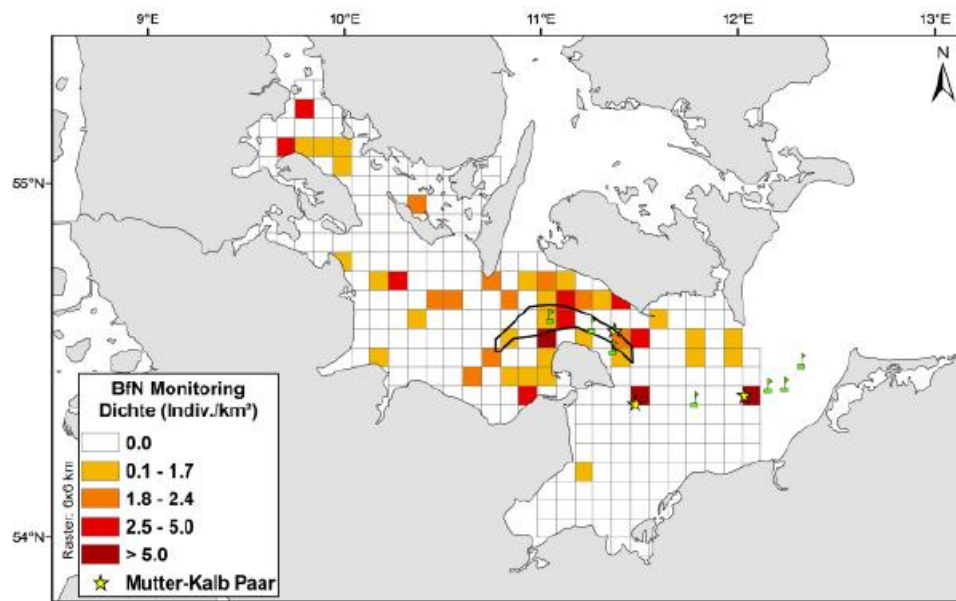 9°E 10°E 11°E 12°E 13°E
N
55°N
54°N
BfN Monitoring
Dichte (Indiv./km²)
0.0
0.1 - 1.7
1.8 - 2.4
2.5 - 5.0
> 5.0
Mutter-Kalb Paar
Raster: 6x6 km